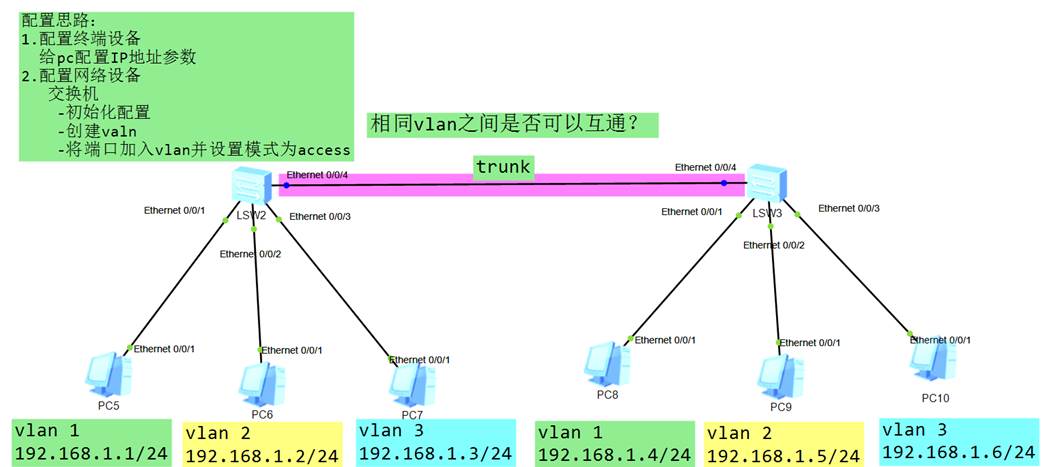 配置思路:
1.配置终端设备
给pc配置IP地址参数
2.配置网络设备
交换机
-初始化配置
-创建valn
-将端口加入vlan并设置模式为access
相同vlan之间是否可以互通?
trunk
Ethernet 0/0/4
Ethernet 0/0/4
LSW2
LSW3
Ethernet 0/0/1
Ethernet 0/0/3
Ethernet 0/0/2
Ethernet 0/0/1
Ethernet 0/0/3
Ethernet 0/0/2
Ethernet 0/0/1
Ethernet 0/0/1
Ethernet 0/0/1
Ethernet 0/0/1
Ethernet 0/0/1
Ethernet 0/0/1
PC5
PC6
PC7
PC8
PC9
PC10
vlan 1
192.168.1.1/24
vlan 2
192.168.1.2/24
vlan 3
192.168.1.3/24
vlan 1
192.168.1.4/24
vlan 2
192.168.1.5/24
vlan 3
192.168.1.6/24